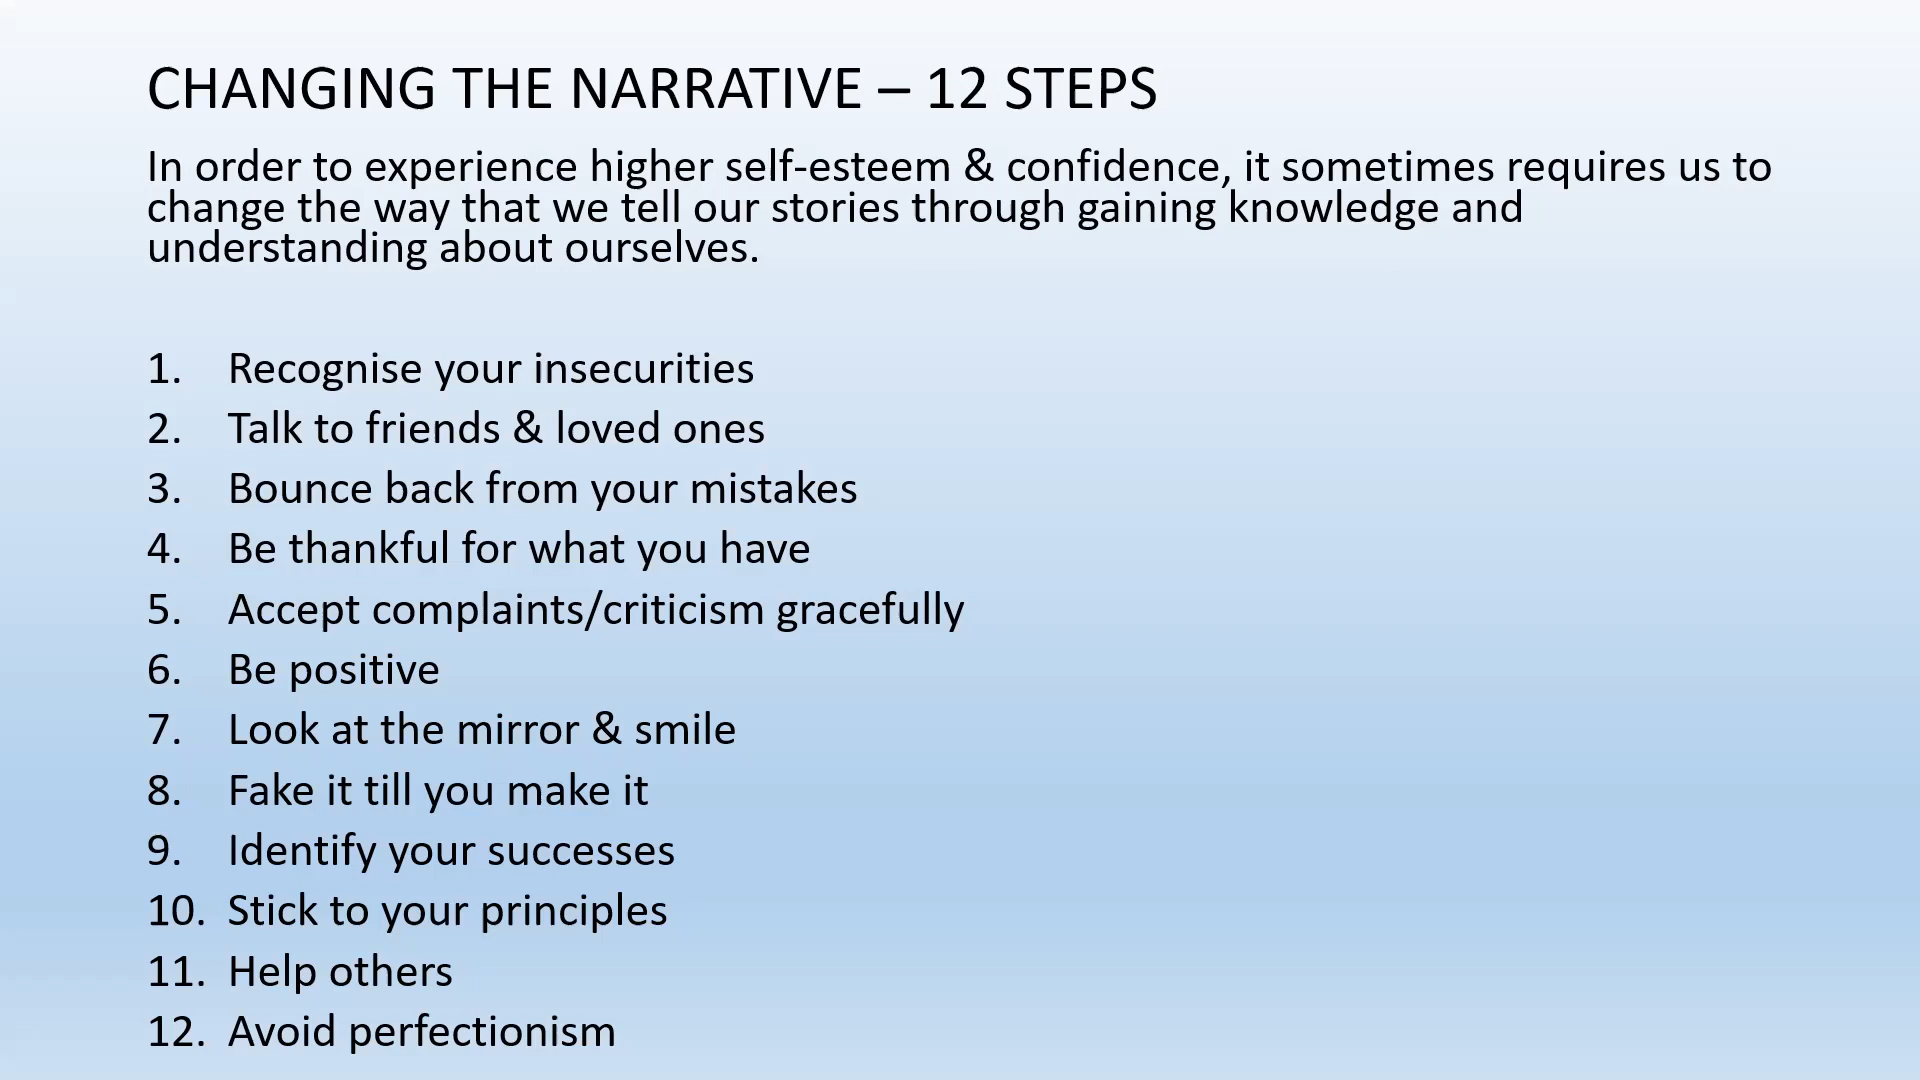 CHANGING THE NARRATIVE – 12 STEPS
In order to experience higher self-esteem & confidence, it sometimes requires us to
change the way that we tell our stories through gaining knowledge and
understanding about ourselves.
1. Recognise your insecurities
2. Talk to friends & loved ones
3. Bounce back from your mistakes
4. Be thankful for what you have
5. Accept complaints/criticism gracefully
6. Be positive
7. Look at the mirror & smile
8. Fake it till you make it
9. Identify your successes
10. Stick to your principles
11. Help others
12. Avoid perfectionism